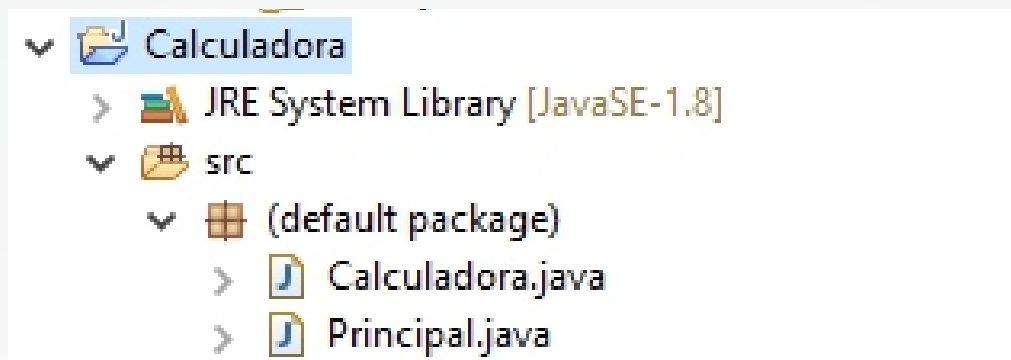 Calculadora
JRE System Library [JavaSE-1.8]
src
(default package)
Calculadora.java
Principal.java